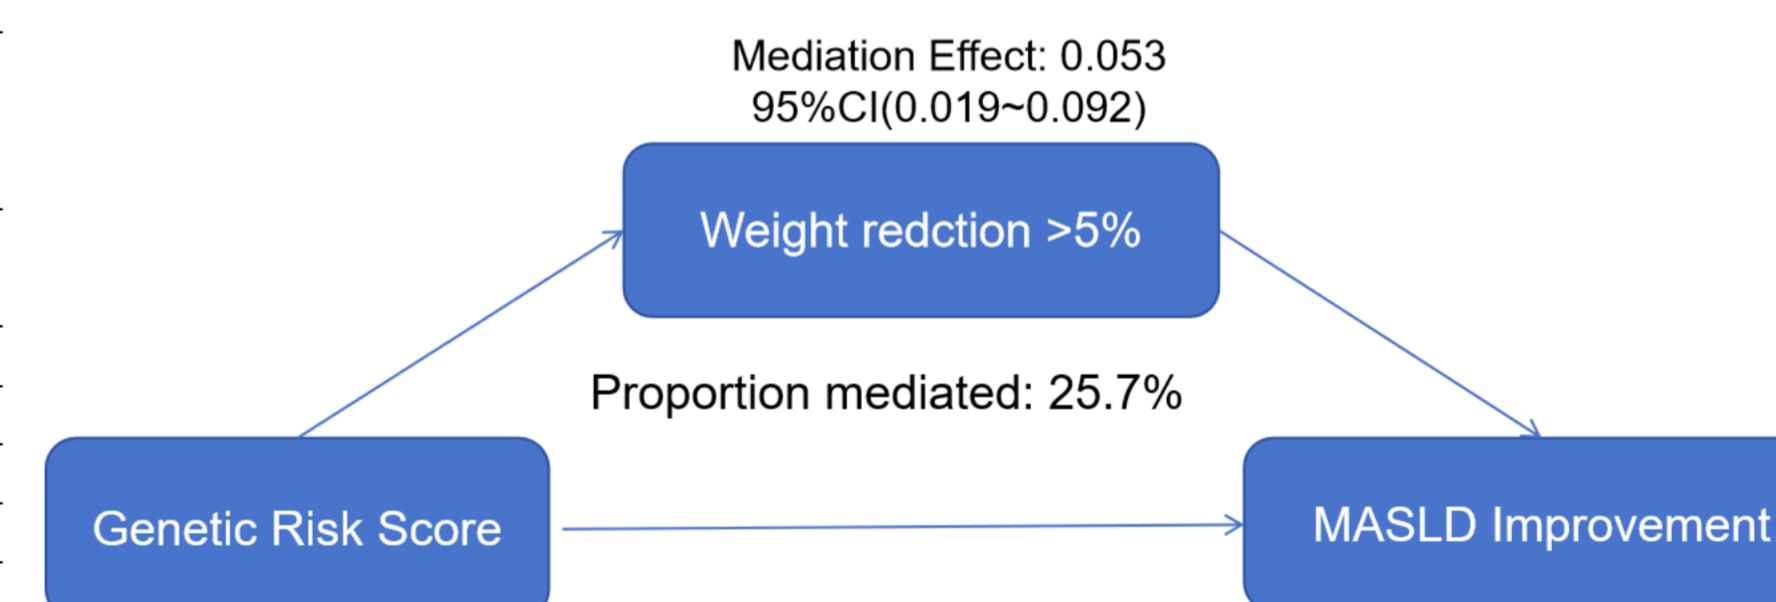 Mediation Effect: 0.053
95%CI(0.019~0.092)
Weight redction >5%
Proportion mediated: 25.7%
Genetic Risk Score
MASLD Improvement